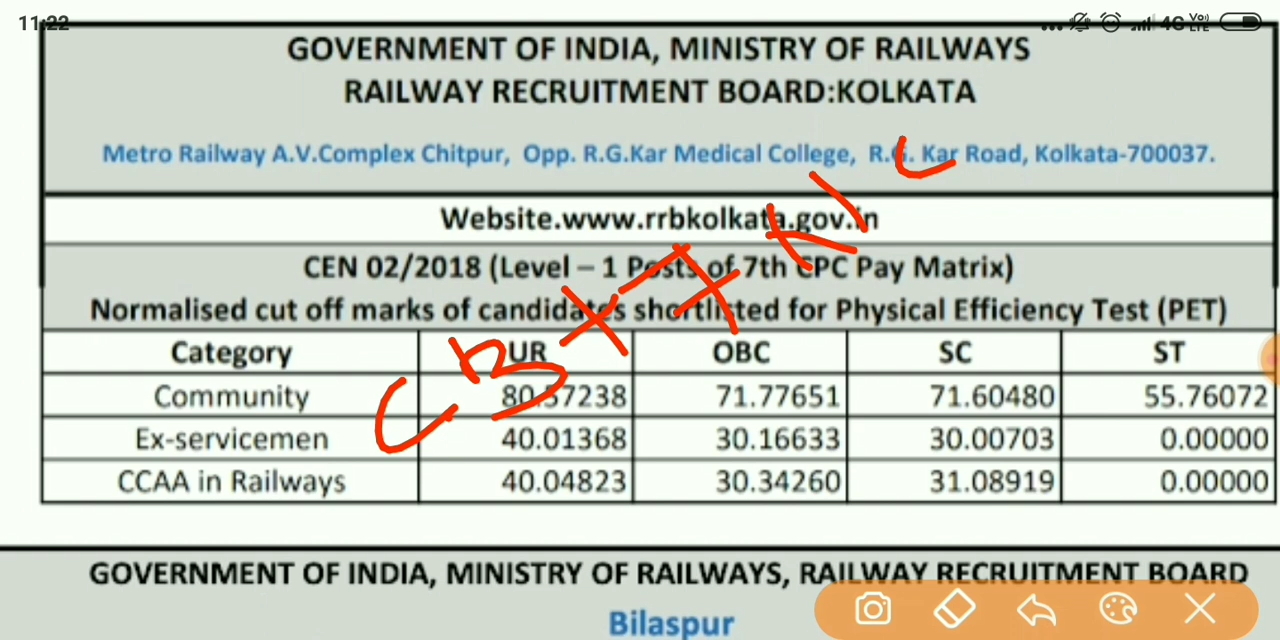 11:22 4G VoLTE
GOVERNMENT OF INDIA, MINISTRY OF RAILWAYS
RAILWAY RECRUITMENT BOARD:KOLKATA
Metro Railway A.V.Complex Chitpur, Opp. R.G.Kar Medical College, R.G. Kar Road, Kolkata-700037.
Website.www.rrbkolkata.gov.in
CEN 02/2018 (Level – 1 Posts of 7th CPC Pay Matrix)
Normalised cut off marks of candidates shortlisted for Physical Efficiency Test (PET)
Category UR OBC SC ST
Community 80.57238 71.77651 71.60480 55.76072
Ex-servicemen 40.01368 30.16633 30.00703 0.00000
CCAA in Railways 40.04823 30.34260 31.08919 0.00000
GOVERNMENT OF INDIA, MINISTRY OF RAILWAYS, RAILWAY RECRUITMENT BOARD
Bilaspur